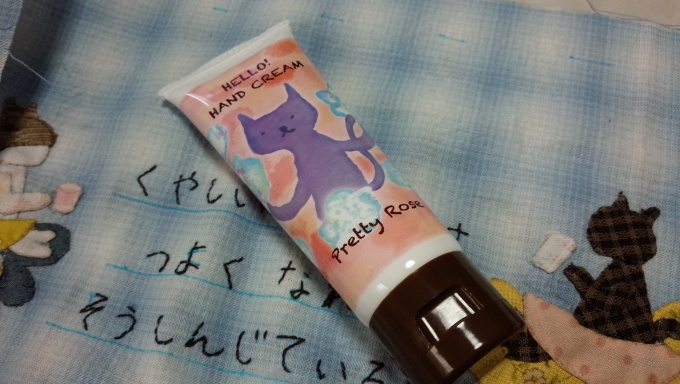 HELLO!
HAND CREAM
Pretty Rose
くやしい
つよく
そうしんじている